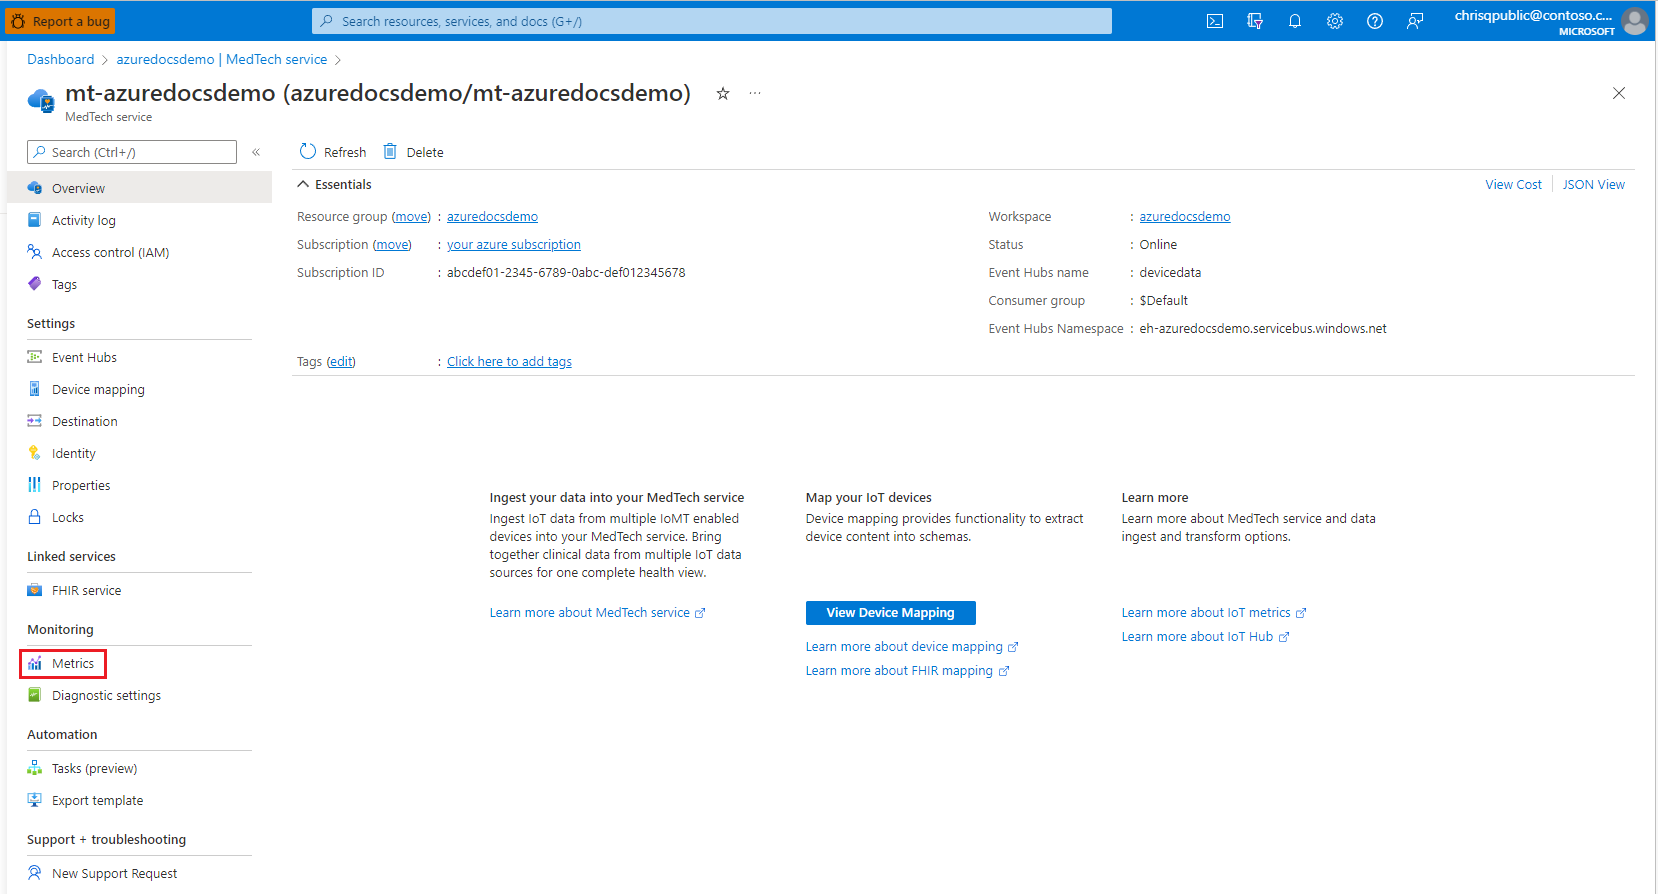 Report a bug
Search resources, services, and docs (G+/)
chrisqpublic@contoso.c...
MICROSOFT
Dashboard > azuredocsdemo | MedTech service >
mt-azuredocsdemo (azuredocsdemo/mt-azuredocsdemo) ...
MedTech service
Search (Ctrl+/)
«
Refresh
Delete
Overview
Activity log
Access control (IAM)
Tags
Settings
Event Hubs
Device mapping
Destination
Identity
Properties
Locks
Linked services
FHIR service
Monitoring
Metrics
Diagnostic settings
Automation
Tasks (preview)
Export template
Support + troubleshooting
New Support Request
Essentials
View Cost
JSON View
Resource group (move) : azuredocsdemo
Subscription (move) : your azure subscription
Subscription ID : abcdef01-2345-6789-0abc-def012345678
Workspace : azuredocsdemo
Status : Online
Event Hubs name : devicedata
Consumer group : $Default
Event Hubs Namespace : eh-azuredocsdemo.servicebus.windows.net
Tags (edit) : Click here to add tags
Ingest your data into your MedTech service
Ingest IoT data from multiple IoMT enabled
devices into your MedTech service. Bring
together clinical data from multiple IoT data
sources for one complete health view.
Learn more about MedTech service
Map your IoT devices
Device mapping provides functionality to extract
device content into schemas.
View Device Mapping
Learn more about device mapping
Learn more about FHIR mapping
Learn more
Learn more about MedTech service and data
ingest and transform options.
Learn more about IoT metrics
Learn more about IoT Hub